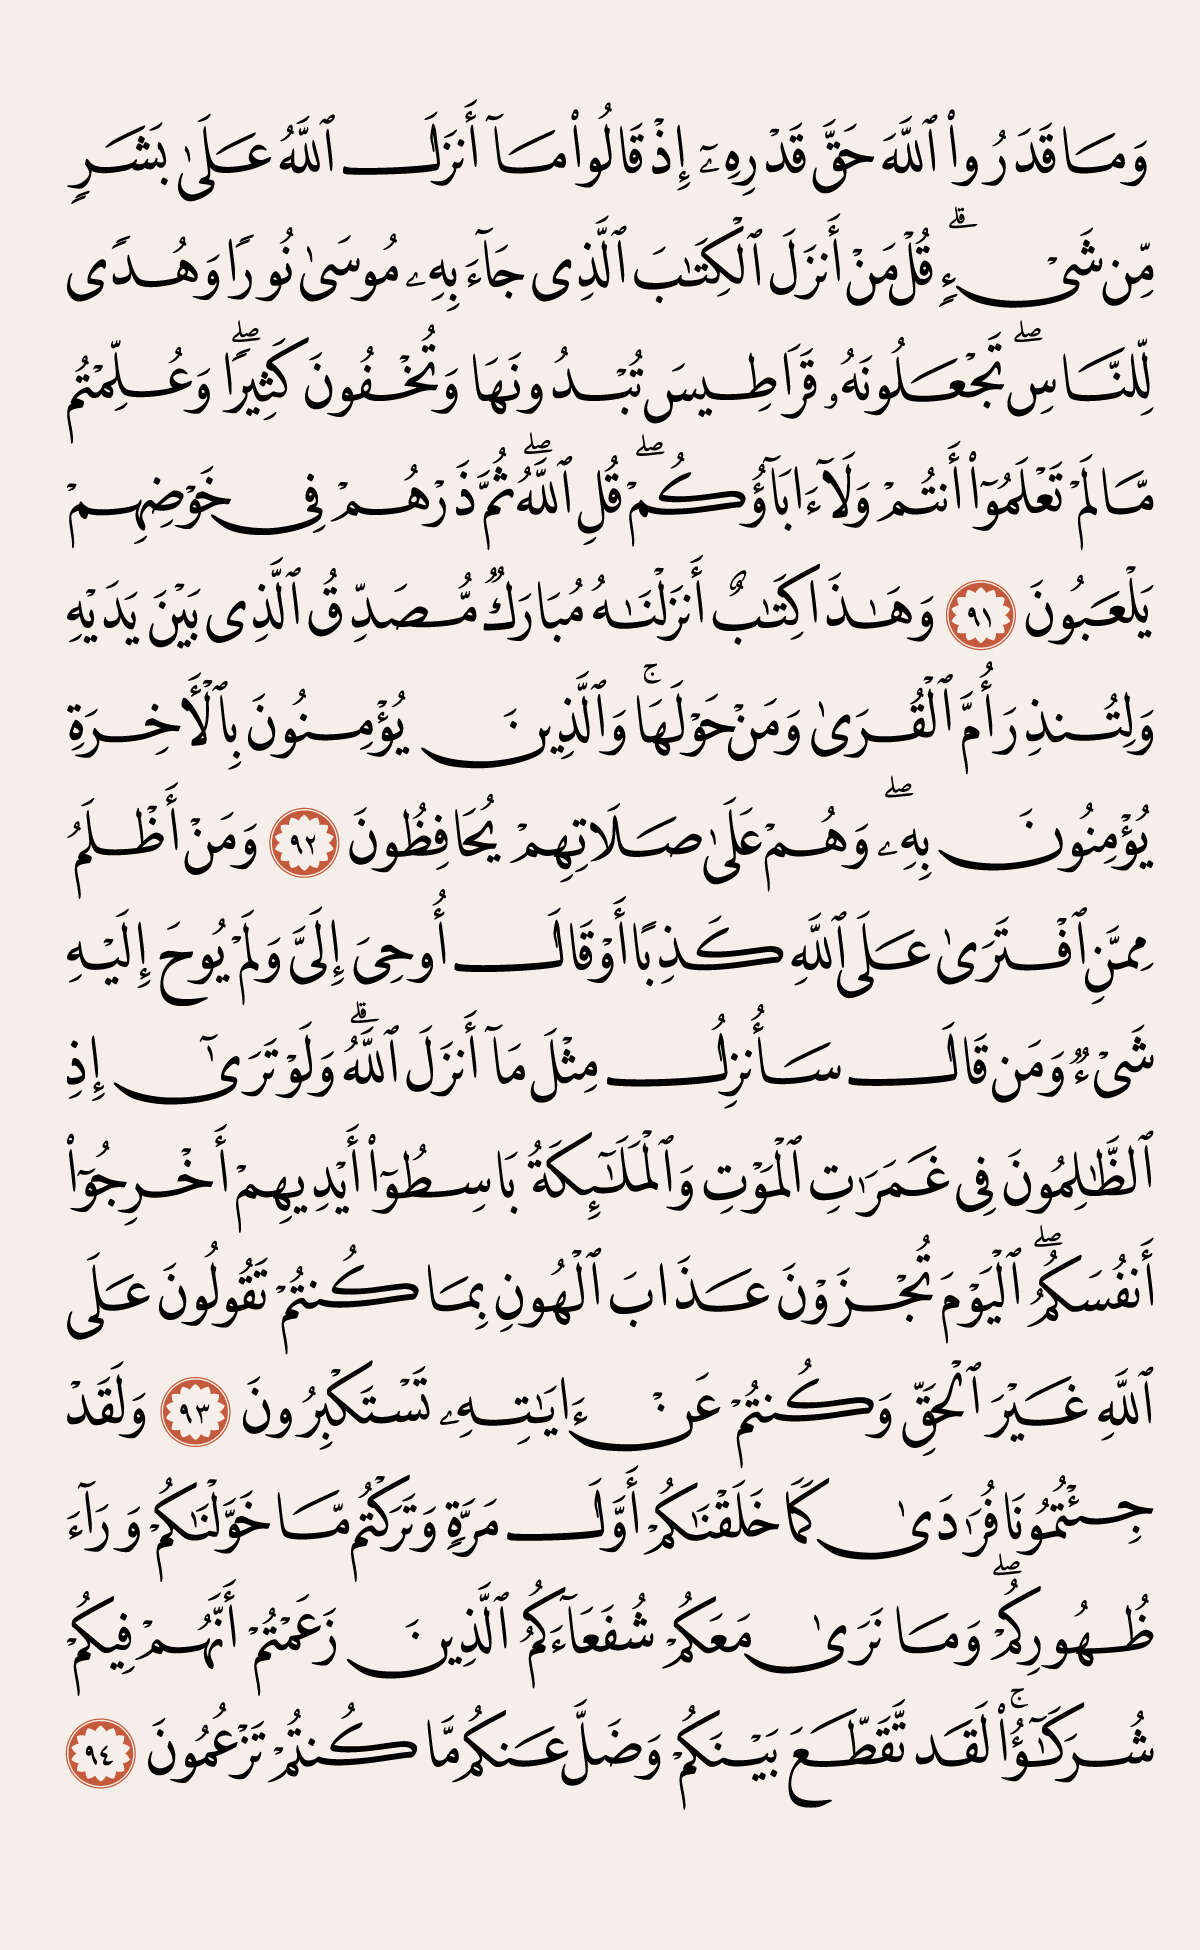 وَمَا قَدَرُوا۟ ٱللَّهَ حَقَّ قَدْرِهِۦٓ إِذْ قَالُوا۟ مَآ أَنزَلَ ٱللَّهُ عَلَىٰ بَشَرٍ
مِّن شَىْءٍ ۗ قُلْ مَنْ أَنزَلَ ٱلْكِتَـٰبَ ٱلَّذِى جَآءَ بِهِۦ مُوسَىٰ نُورًا وَهُدًى
لِّلنَّاسِ ۖ تَجْعَلُونَهُۥ قَرَاطِيسَ تُبْدُونَهَا وَتُخْفُونَ كَثِيرًا ۖ وَعُلِّمْتُم
مَّا لَمْ تَعْلَمُوٓا۟ أَنتُمْ وَلَآ ءَابَآؤُكُمْ ۖ قُلِ ٱللَّهُ ۖ ثُمَّ ذَرْهُمْ فِى خَوْضِهِمْ
يَلْعَبُونَ ٩١ وَهَـٰذَا كِتَـٰبٌ أَنزَلْنَـٰهُ مُبَارَكٌ مُّصَدِّقُ ٱلَّذِى بَيْنَ يَدَيْهِ
وَلِتُنذِرَ أُمَّ ٱلْقُرَىٰ وَمَنْ حَوْلَهَا ۚ وَٱلَّذِينَ يُؤْمِنُونَ بِٱلْـَٔاخِرَةِ
يُؤْمِنُونَ بِهِۦ ۖ وَهُمْ عَلَىٰ صَلَاتِهِمْ يُحَافِظُونَ ٩٢ وَمَنْ أَظْلَمُ
مِمَّنِ ٱفْتَرَىٰ عَلَى ٱللَّهِ كَذِبًا أَوْ قَالَ أُوحِىَ إِلَىَّ وَلَمْ يُوحَ إِلَيْهِ
شَىْءٌ وَمَن قَالَ سَأُنزِلُ مِثْلَ مَآ أَنزَلَ ٱللَّهُ ۗ وَلَوْ تَرَىٰٓ إِذِ
ٱلظَّـٰلِمُونَ فِى غَمَرَٰتِ ٱلْمَوْتِ وَٱلْمَلَـٰٓئِكَةُ بَاسِطُوٓا۟ أَيْدِيهِمْ أَخْرِجُوٓا۟
أَنفُسَكُمُ ۖ ٱلْيَوْمَ تُجْزَوْنَ عَذَابَ ٱلْهُونِ بِمَا كُنتُمْ تَقُولُونَ عَلَى
ٱللَّهِ غَيْرَ ٱلْحَقِّ وَكُنتُمْ عَنْ ءَايَـٰتِهِۦ تَسْتَكْبِرُونَ ٩٣ وَلَقَدْ
جِئْتُمُونَا فُرَٰدَىٰ كَمَا خَلَقْنَـٰكُمْ أَوَّلَ مَرَّةٍ وَتَرَكْتُم مَّا خَوَّلْنَـٰكُمْ وَرَآءَ
ظُهُورِكُمْ ۖ وَمَا نَرَىٰ مَعَكُمْ شُفَعَآءَكُمُ ٱلَّذِينَ زَعَمْتُمْ أَنَّهُمْ فِيكُمْ
شُرَكَـٰٓؤُا۟ ۚ لَقَد تَّقَطَّعَ بَيْنَكُمْ وَضَلَّ عَنكُم مَّا كُنتُمْ تَزْعُمُونَ ٩٤